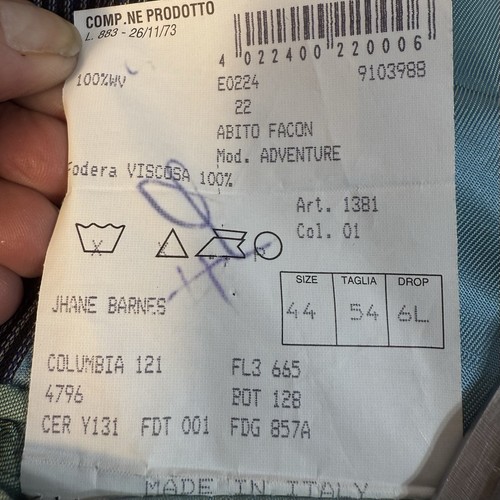 COMP.NE PRODOTTO
L. 883 - 26/11/73
4 022400 220006
100%WV
E0224 9103988
22
ABITO FACON
Mod. ADVENTURE
Fodera VISCOSA 100%
Art. 1381
Col. 01
P
SIZE TAGLIA DROP
44 54 6L
JHANE BARNES
COLUMBIA 121 FL3 665
4796 BOT 128
CER Y131 FDT 001 FDG 857A
MADE IN ITALY